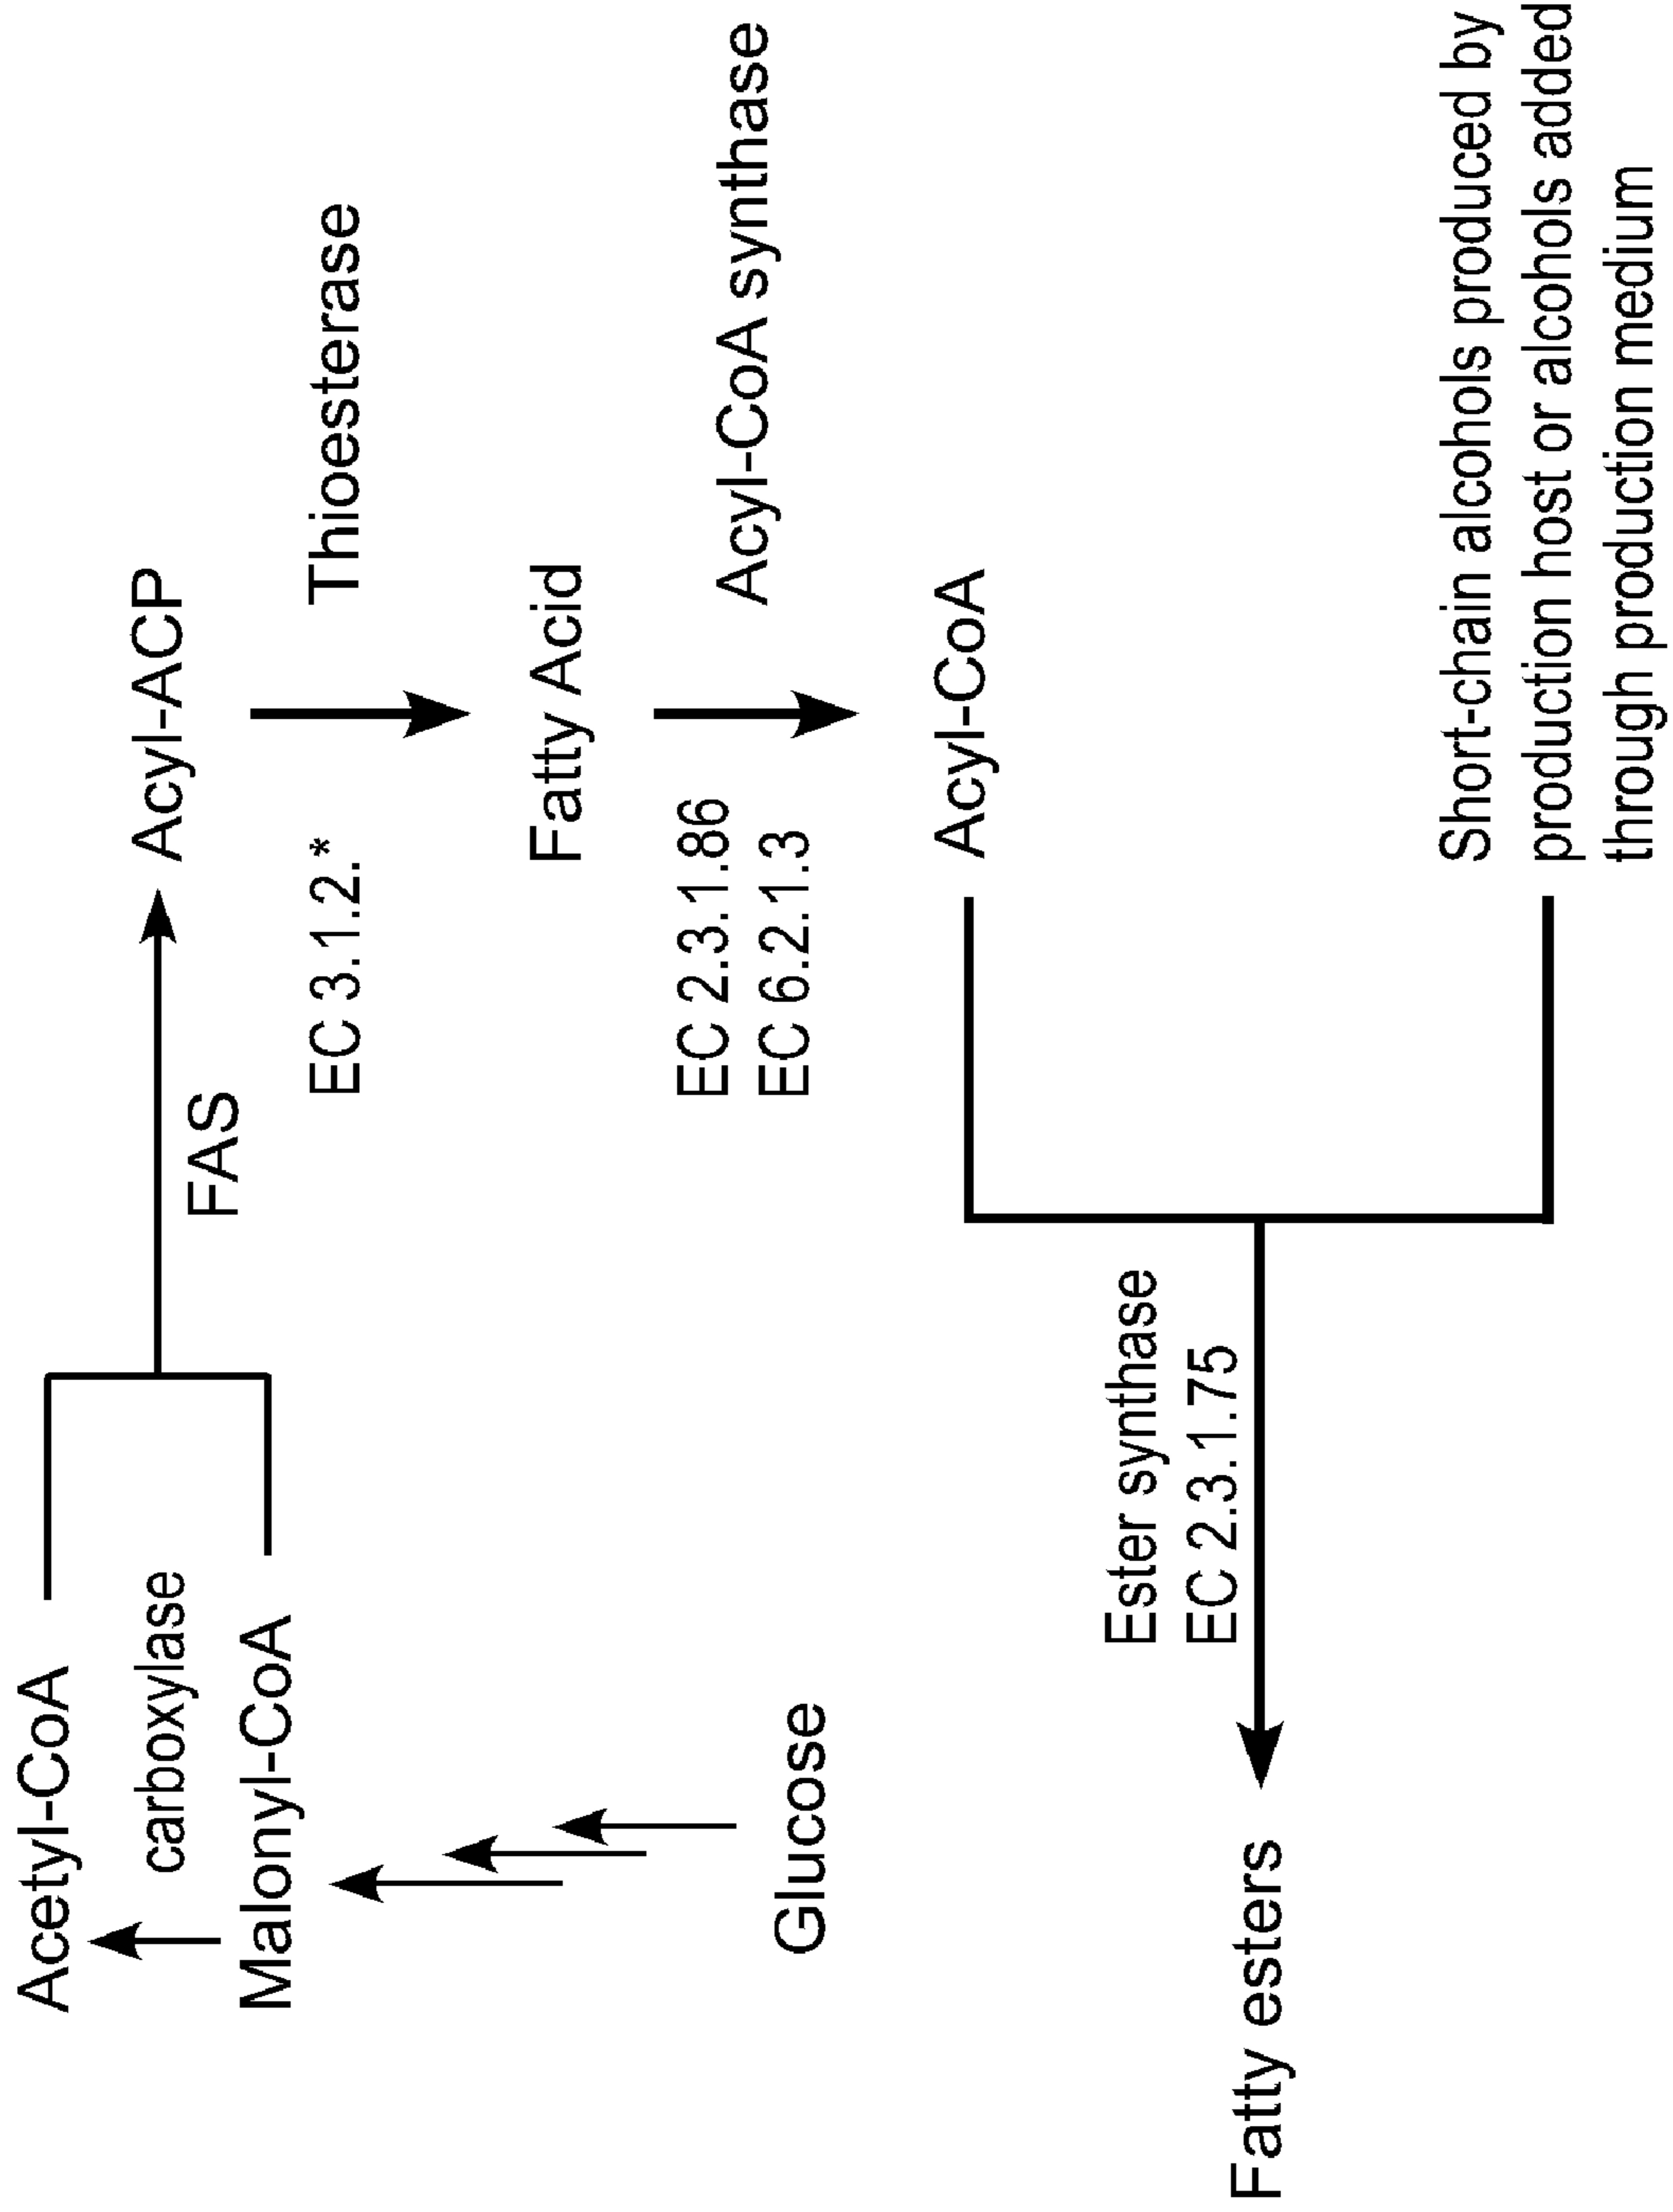 Acetyl-CoA
carboxylase
Malonyl-CoA
Glucose
FAS
Acyl-ACP
EC 3.1.2.*
Thioesterase
Fatty Acid
EC 2.3.1.86
EC 6.2.1.3
Acyl-CoA synthase
Acyl-CoA
Ester synthase
EC 2.3.1.75
Fatty esters
Short-chain alcohols produced by
production host or alcohols added
through production medium